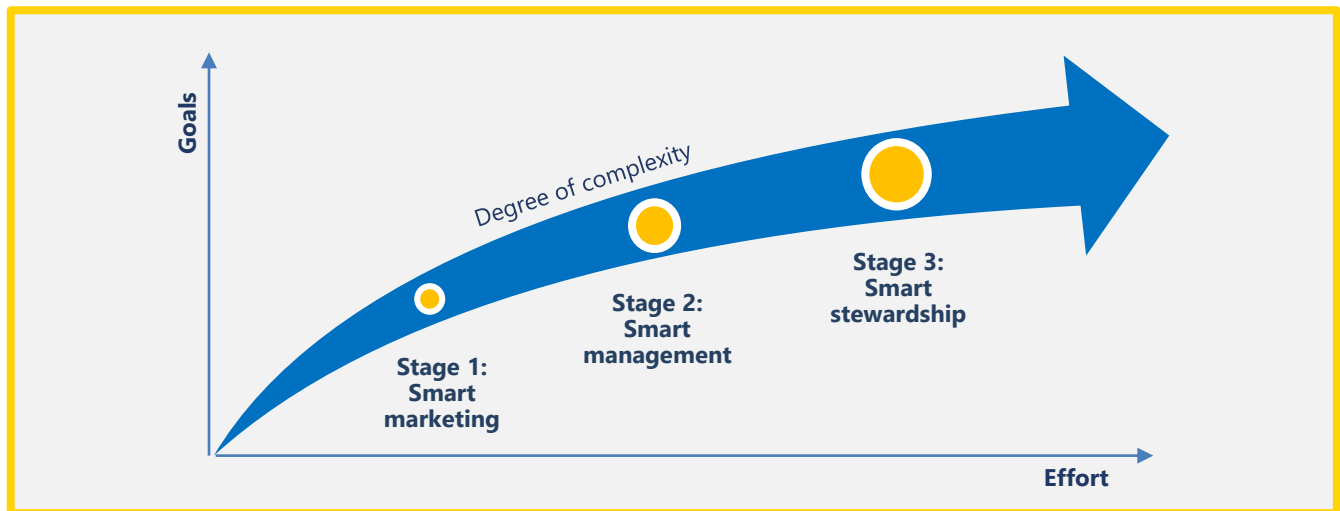 Goals
Degree of complexity
Stage 1:
Smart
marketing
Stage 2:
Smart
management
Stage 3:
Smart
stewardship
Effort